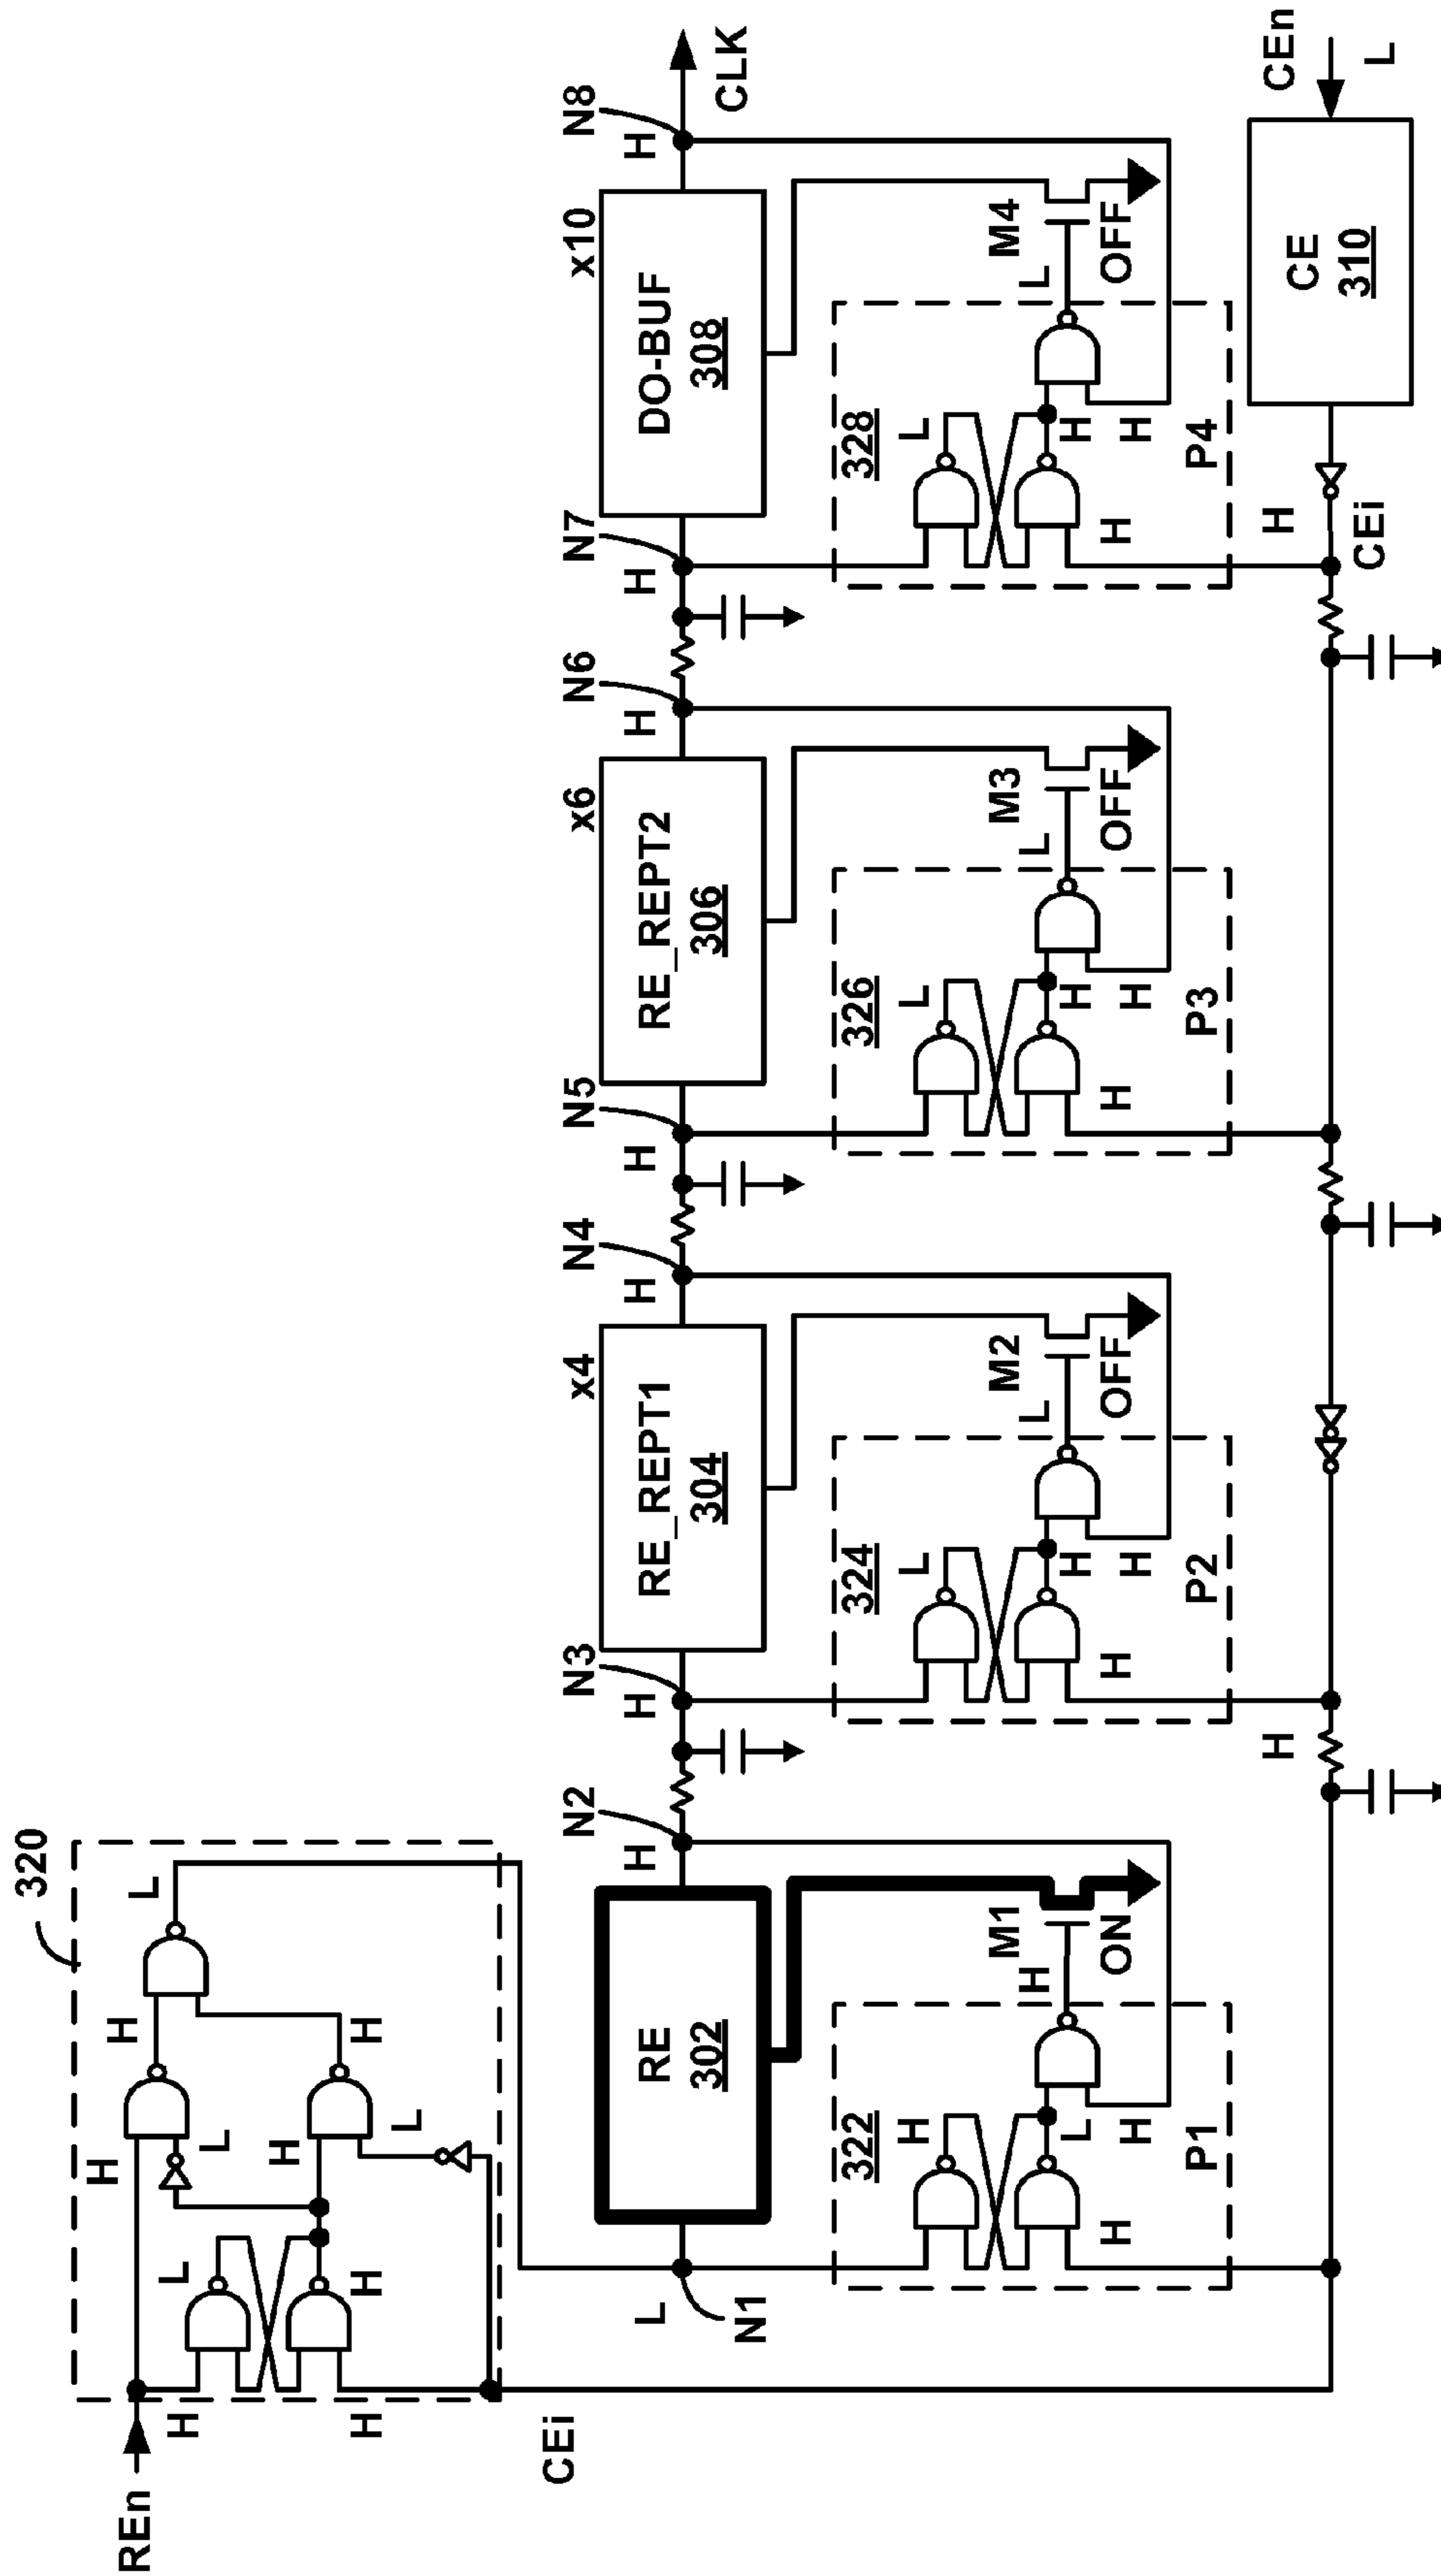 320
REn
H
H
L
H
H
L
H
L
H
H
L
CEi
L
N1
RE
302
H
N2
H
N3
x4
RE_REPT1
304
H
N4
H
N5
x6
RE_REPT2
306
H
N6
H
N7
x10
DO-BUF
308
H
N8
CLK
322
H
L
H
H
P1
H
M1
ON
324
L
H
H
H
P2
L
M2
OFF
326
L
H
H
H
P3
L
M3
OFF
328
L
H
H
H
P4
L
M4
OFF
H
H
CEi
CE
310
CEn
L